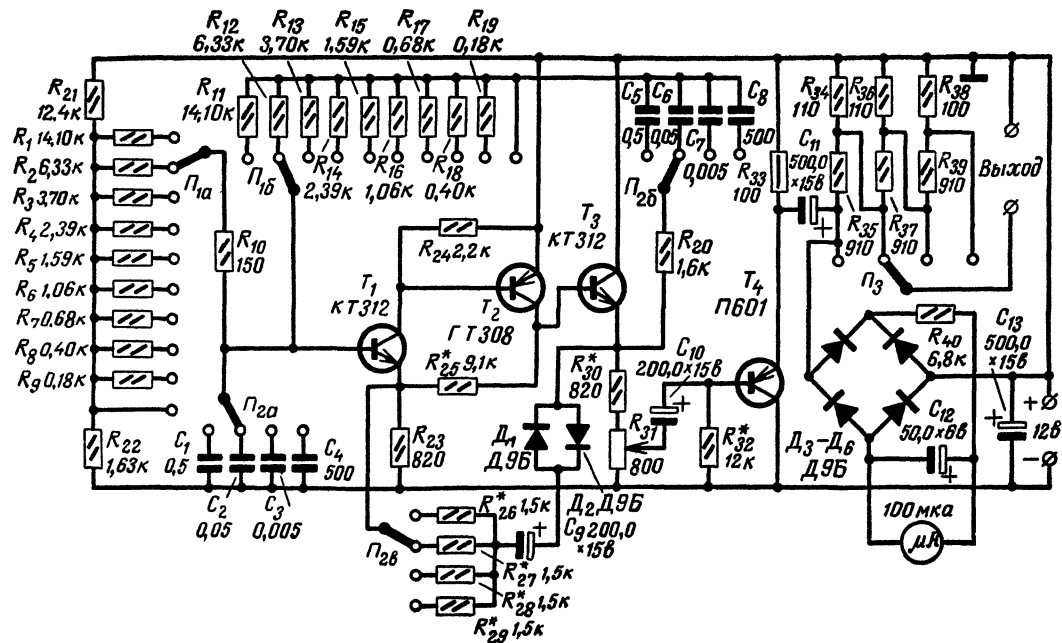 R12
6,33к
R13
3,70к
R15
1,59к
R17
0,68к
R19
0,18к
R21
12,4к
R11
14,10к
R14
2,39к
R16
1,06к
R18
0,40к
C5
0,5
C6
0,05
C7
0,005
C8
500
R34
110
R36
110
R38
100
R1 14,10к
R2 6,33к
R3 3,70к
R4 2,39к
R5 1,59к
R6 1,06к
R7 0,68к
R8 0,40к
R9 0,18к
П1а
П1б
П2б
R33
100
C11
500,0
×15в
R39
910
Выход
R10
150
R24 2,2к
T3
КТ312
R20
1,6к
R35
910
R37
910
П3
T1
КТ312
T2
ГТ308
T4
П601
R*25 9,1к
R*30
820
C10
200,0×15в
R40
6,8к
C13
500,0
×15в
П2а
R22
1,63к
C1
0,5
C2
0,05
C3
0,005
C4
500
R23
820
Д1
Д9Б
R31
800
R*32
12к
Д3–Д6
Д9Б
C12
50,0×6в
+
12в
–
Д2 Д9Б
R*26 1,5к
+
C9 200,0
×15в
100мка
μА
П2в
R*27 1,5к
R*28 1,5к
R*29 1,5к